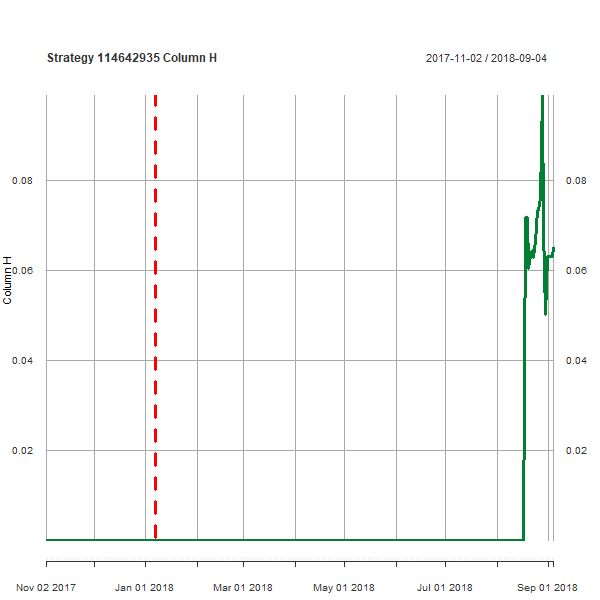 Strategy 114642935 Column H
2017-11-02 / 2018-09-04
0.08
0.08
0.06
0.06
Column H
0.04
0.04
0.02
0.02
Nov 02 2017
Jan 01 2018
Mar 01 2018
May 01 2018
Jul 01 2018
Sep 01 2018